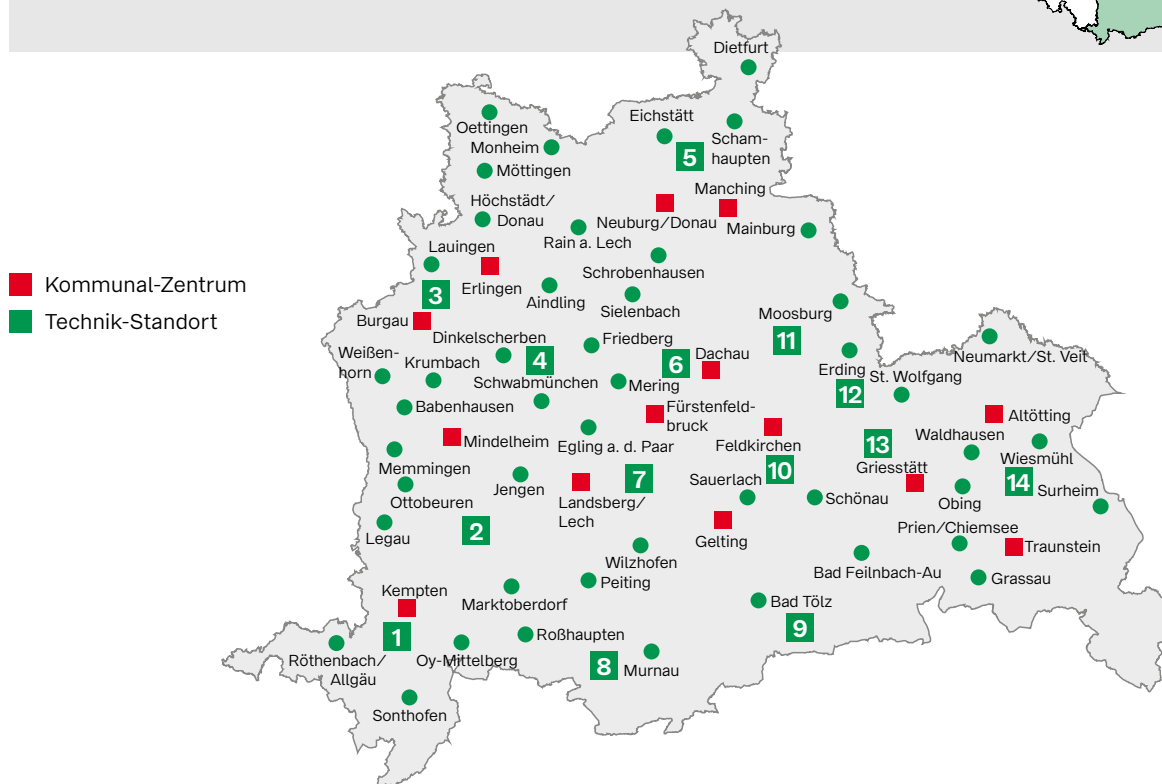 Dietfurt
Eichstätt
Oettingen
Monheim
Scham-
haupten
5
Möttingen
Manching
Höchstädt/
Donau
Neuburg/Donau
Mainburg
Rain a. Lech
Lauingen
Schrobenhausen
Kommunal-Zentrum
Erlingen
Aindling
3
Sielenbach
Moosburg
Technik-Standort
Burgau
Dinkelscherben
Friedberg
11
Weißen-
horn
Krumbach
4
6
Dachau
Neumarkt/St. Veit
Erding
St. Wolfgang
Schwabmünchen
Mering
12
Babenhausen
Fürstenfeld-
bruck
Altötting
Mindelheim
Egling a. d. Paar
Feldkirchen
13
Waldhausen
Wiesmühl
Memmingen
Griesstätt
10
14
Jengen
7
Sauerlach
Surheim
Ottobeuren
Landsberg/
Lech
Schönau
Obing
Legau
2
Gelting
Prien/Chiemsee
Traunstein
Wilzhofen
Bad Feilnbach-Au
Grassau
Kempten
Marktoberdorf
Peiting
Bad Tölz
1
9
Roßhaupten
Röthenbach/
Allgäu
Oy-Mittelberg
8
Murnau
Sonthofen